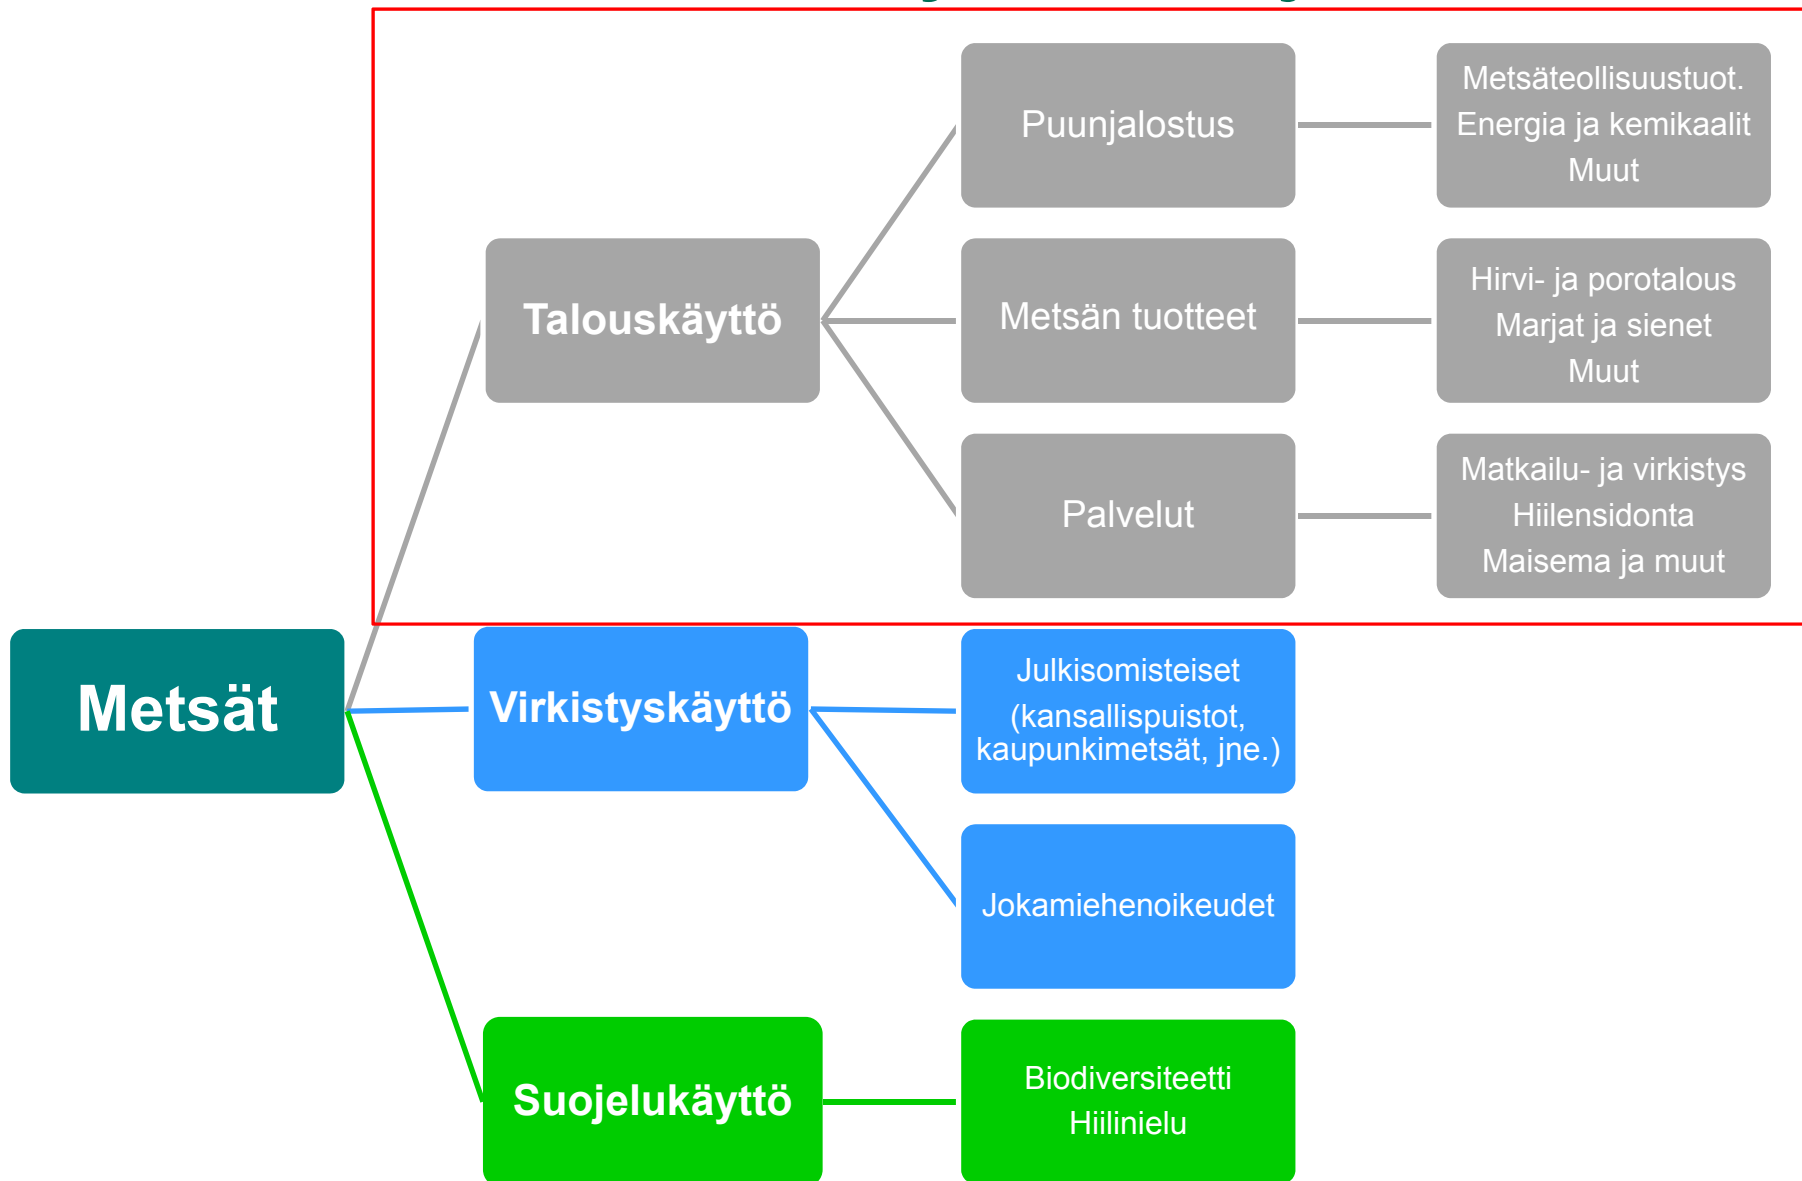 Puunjalostus
Metsäteollisuustuot.
Energia ja kemikaalit
Muut
Talouskäyttö
Metsän tuotteet
Hirvi- ja porotalous
Marjat ja sienet
Muut
Palvelut
Matkailu- ja virkistys
Hiilensidonta
Maisema ja muut
Metsät
Virkistyskäyttö
Julkisomisteiset
(kansallispuistot,
kaupunkimetsät, jne.)
Jokamiehenoikeudet
Suojelukäyttö
Biodiversiteetti
Hiilinielu